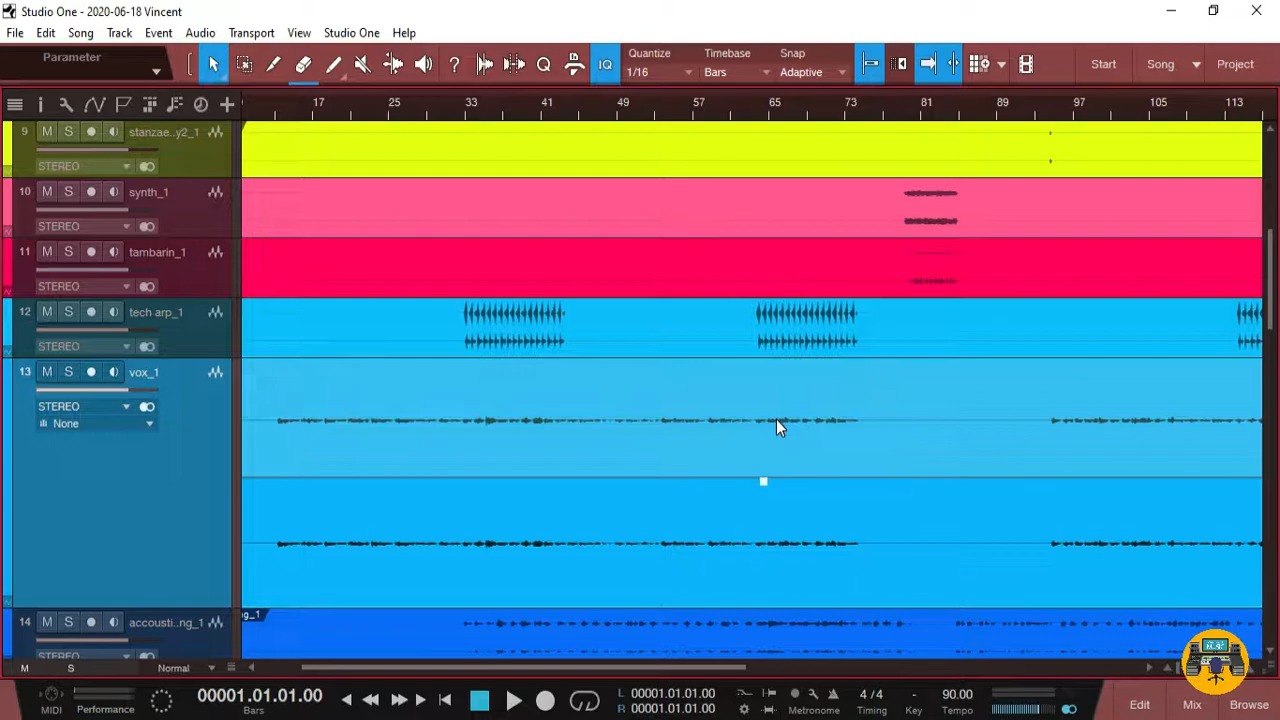 Studio One - 2020-06-18 Vincent
File Edit Song Track Event Audio Transport View Studio One Help
Parameter
Quantize Timebase Snap
1/16 Bars Adaptive
IQ
Start Song Project
17 25 33 41 49 57 65 73 81 89 97 105 113
9 M S stanzae..y2_1
STEREO
10 M S synth_1
STEREO
11 M S tambarin_1
STEREO
12 M S tech arp_1
STEREO
13 M S vox_1
STEREO
None
14 M S accousti...ng_1
ng_1
M S Normal
MIDI Performance
00001.01.01.00
Bars
L 00001.01.01.00
R 00001.01.01.00
Metronome
4 / 4
Timing
-
Key
90.00
Tempo
Edit Mix Browse